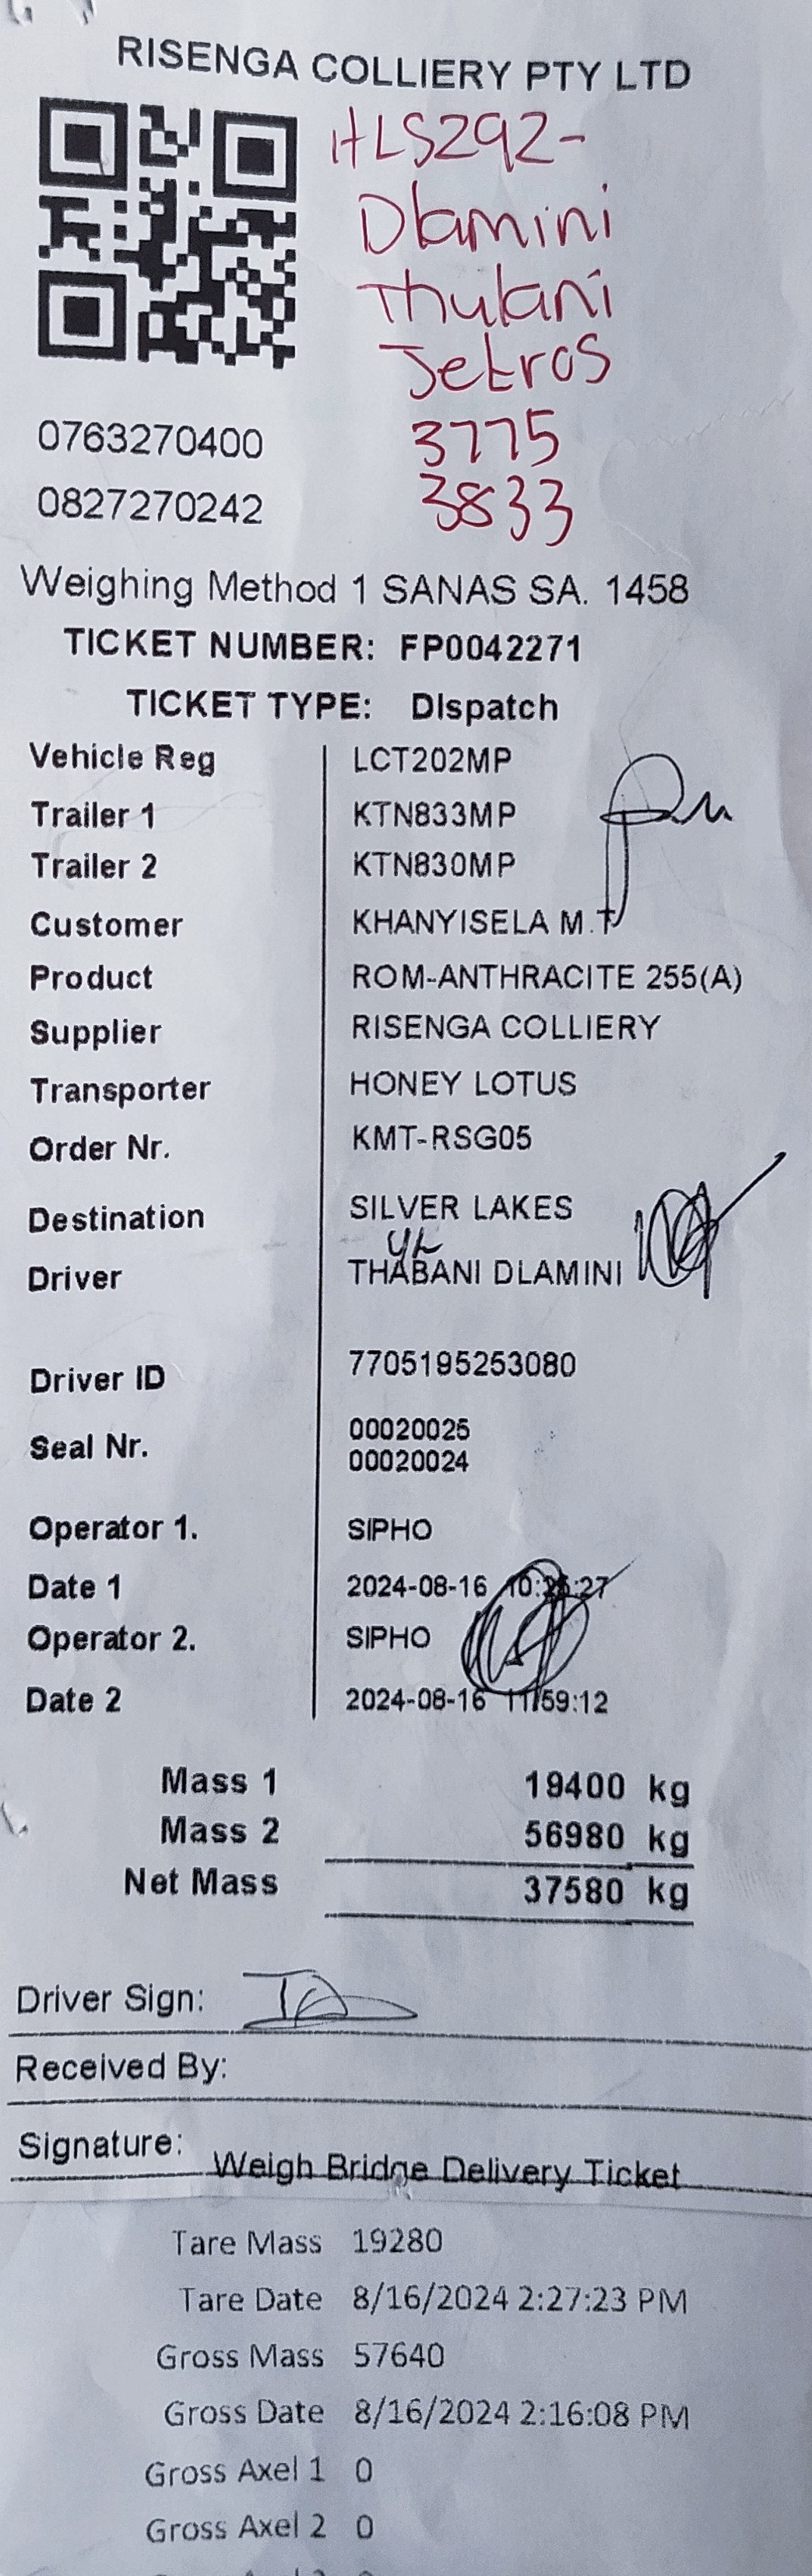 RISENGA COLLIERY PTY LTD
HLS292-
Dlamini
Thulani
Jetros
3775
3833
0763270400
0827270242
Weighing Method 1 SANAS SA. 1458
TICKET NUMBER: FP0042271
TICKET TYPE: DIspatch
Vehicle Reg LCT202MP
Trailer 1 KTN833MP
Trailer 2 KTN830MP
Customer KHANYISELA M.T
Product ROM-ANTHRACITE 255(A)
Supplier RISENGA COLLIERY
Transporter HONEY LOTUS
Order Nr. KMT-RSG05
Destination SILVER LAKES
Driver THABANI DLAMINI
Driver ID 7705195253080
Seal Nr. 00020025
00020024
Operator 1. SIPHO
Date 1 2024-08-16
Operator 2. SIPHO
Date 2 2024-08-16 11:59:12
Mass 1 19400 kg
Mass 2 56980 kg
Net Mass 37580 kg
Driver Sign:
Received By:
Signature:
Weigh Bridge Delivery Ticket
Tare Mass 19280
Tare Date 8/16/2024 2:27:23 PM
Gross Mass 57640
Gross Date 8/16/2024 2:16:08 PM
Gross Axel 1 0
Gross Axel 2 0